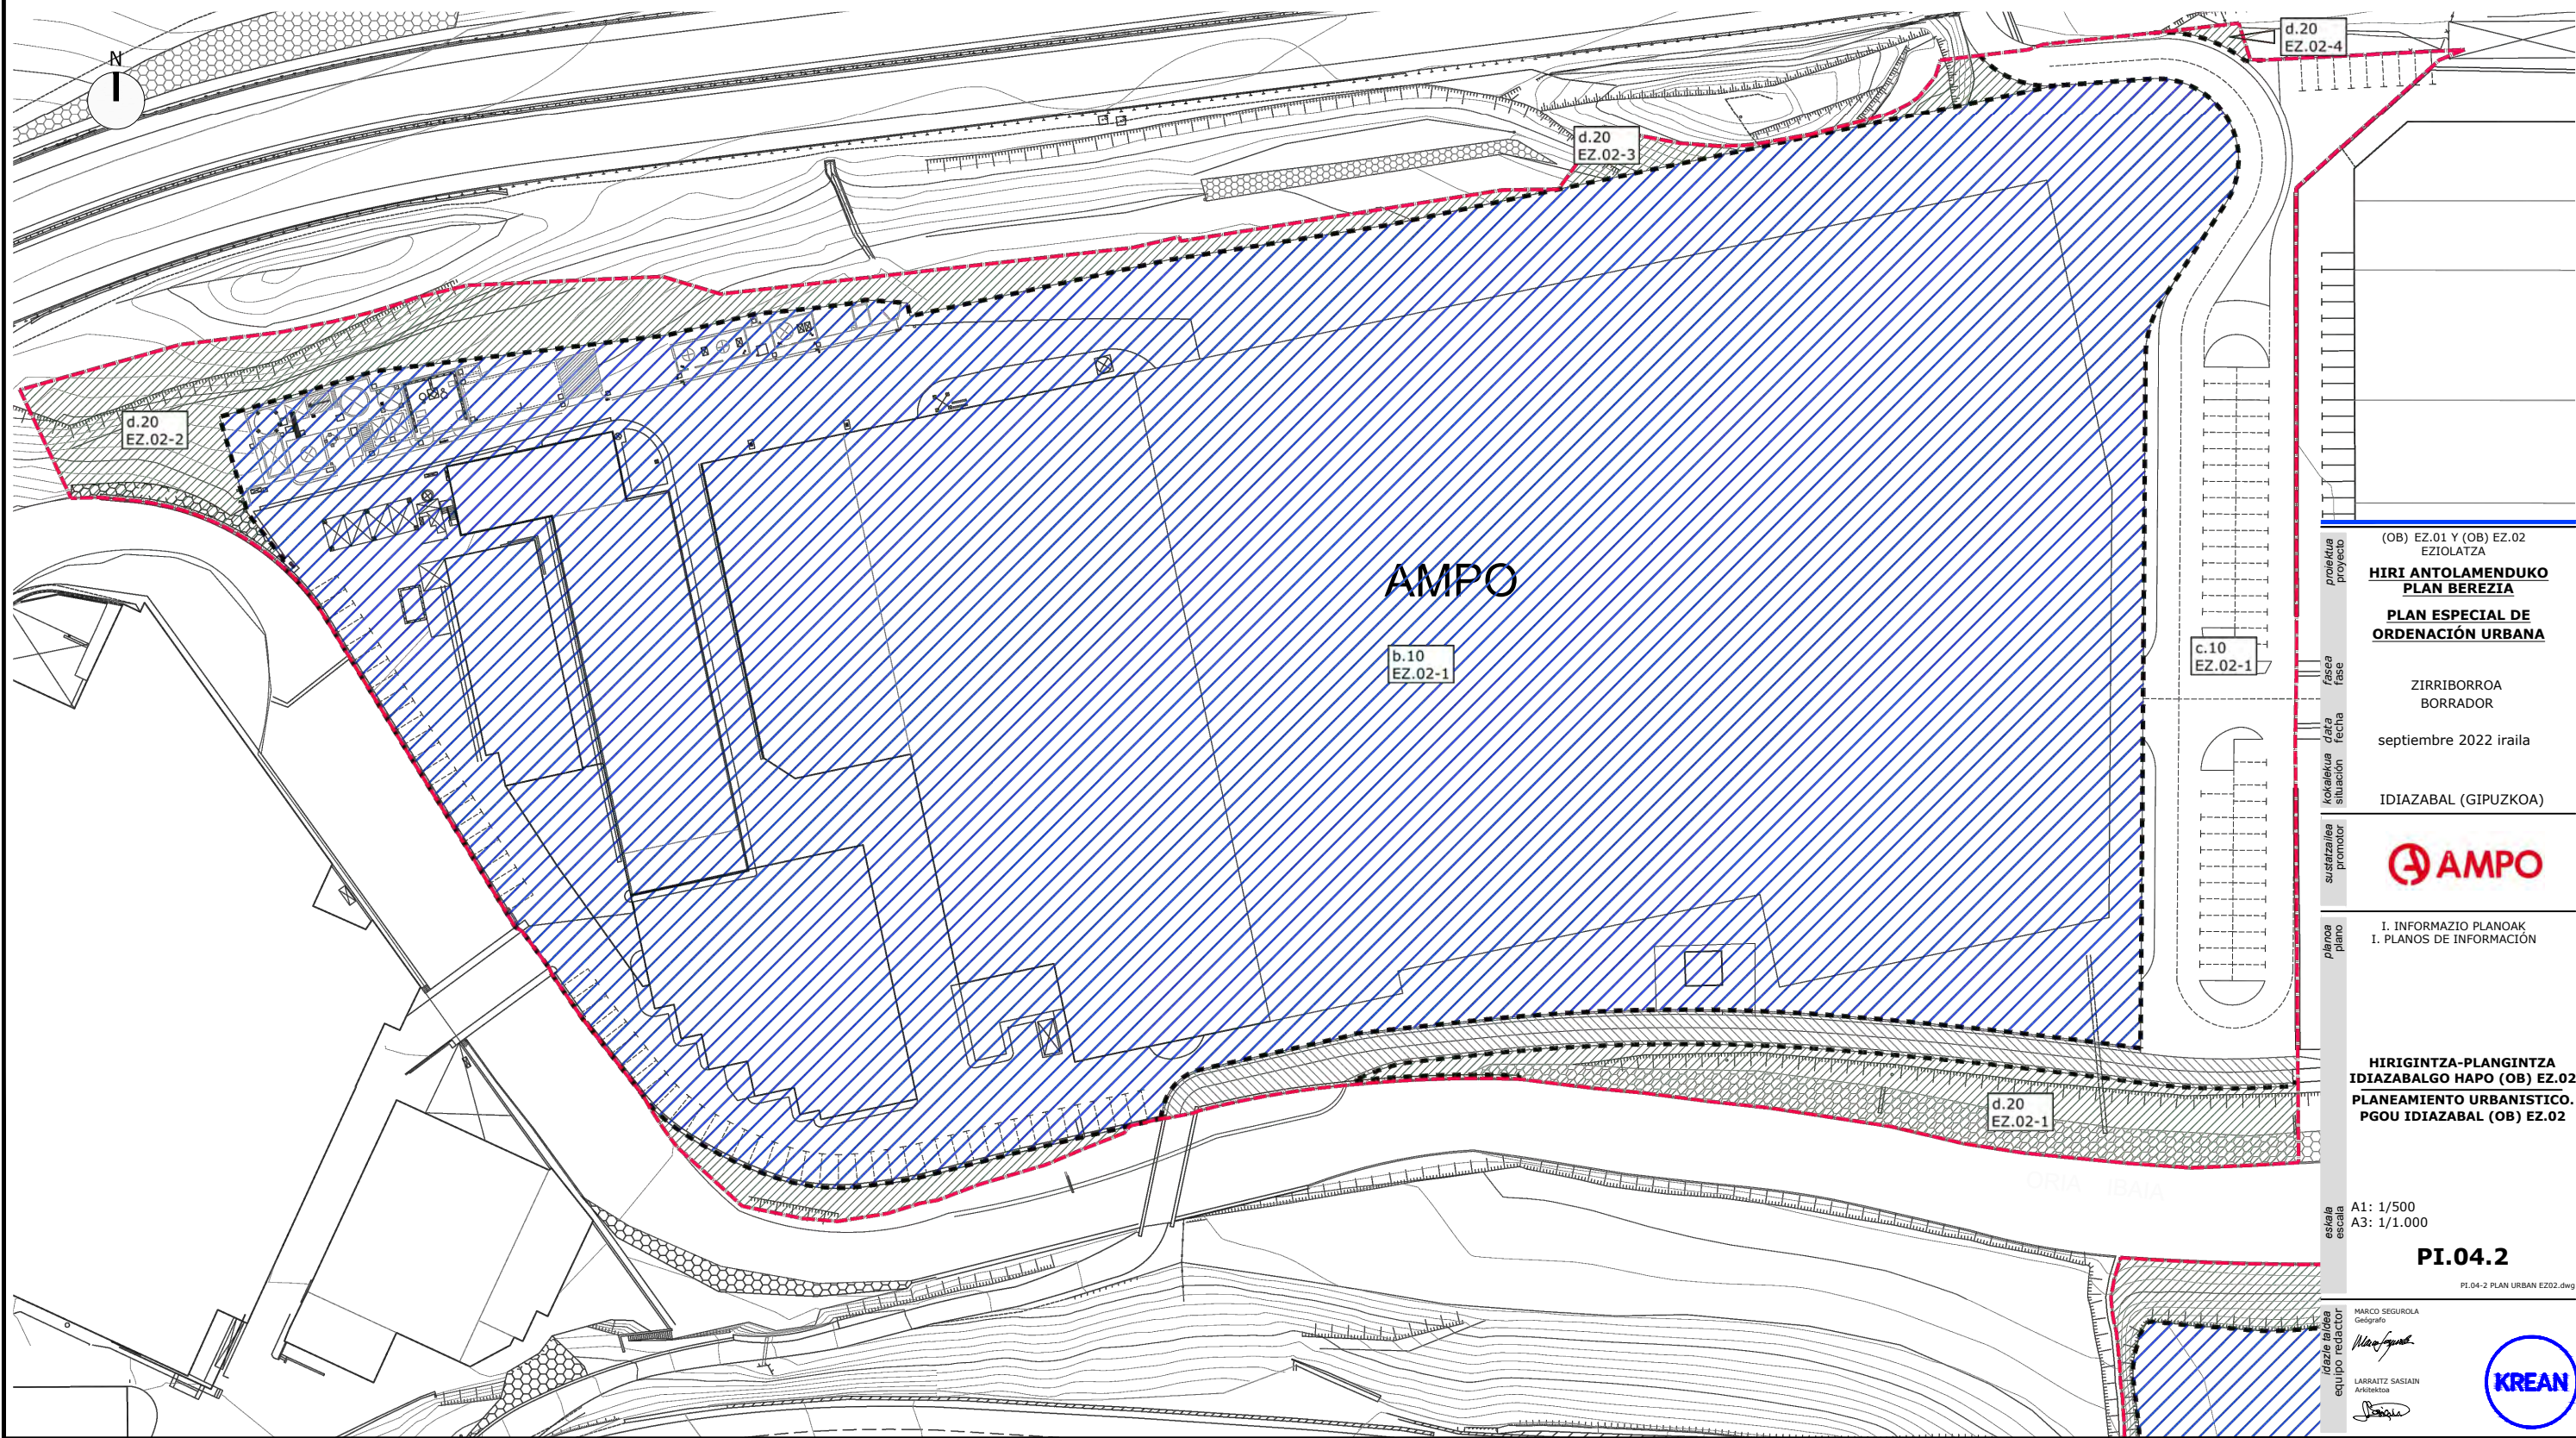 N
d.20
EZ.02-4
d.20
EZ.02-3
d.20
EZ.02-2
AMPO
b.10
EZ.02-1
c.10
EZ.02-1
d.20
EZ.02-1
ORIA IBAIA
proiektua
proyecto
(OB) EZ.01 Y (OB) EZ.02
EZIOLATZA
HIRI ANTOLAMENDUKO
PLAN BEREZIA
PLAN ESPECIAL DE
ORDENACIÓN URBANA
fasea
fase
ZIRRIBORROA
BORRADOR
data
fecha
septiembre 2022 iraila
kokalekua
situación
IDIAZABAL (GIPUZKOA)
sustatzailea
promotor
AMPO
planoa
plano
I. INFORMAZIO PLANOAK
I. PLANOS DE INFORMACIÓN
HIRIGINTZA-PLANGINTZA
IDIAZABALGO HAPO (OB) EZ.02
PLANEAMIENTO URBANISTICO.
PGOU IDIAZABAL (OB) EZ.02
eskala
escala
A1: 1/500
A3: 1/1.000
PI.04.2
PI.04-2 PLAN URBAN EZ02.dwg
idazle taldea
equipo redactor
MARCO SEGUROLA
Geógrafo
LARRAITZ SASIAIN
Arkitektoa
KREAN